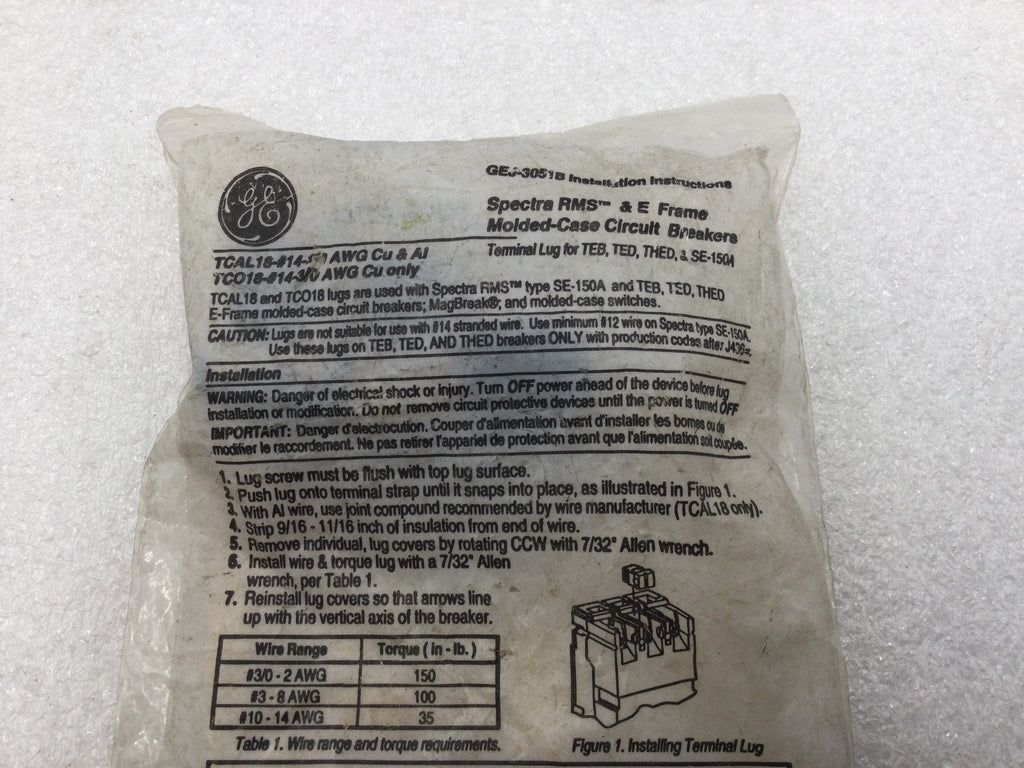 GE
GEJ-3051B Installation Instructions
Spectra RMS™ & E Frame
Molded-Case Circuit Breakers
Terminal Lug for TEB, TED, THED, & SE-150A
TCAL18-#14- AWG Cu & Al
TCO18-#14-3/0 AWG Cu only
TCAL18 and TCO18 lugs are used with Spectra RMS™ type SE-150A and TEB, TED, THED
E-Frame molded-case circuit breakers; MagBreak®; and molded-case switches.
CAUTION: Lugs are not suitable for use with #14 stranded wire. Use minimum #12 wire on Spectra type SE-150A.
Use these lugs on TEB, TED, AND THED breakers ONLY with production codes after
Installation
WARNING: Danger of electrical shock or injury. Turn OFF power ahead of the device before lug
installation or modification. Do not remove circuit protective devices until the power is turned OFF
IMPORTANT: Danger d'electrocution. Couper d'alimentation avant d'installer les bornes ou de
modifier le raccordement. Ne pas retirer l'appariel de protection avant que l'alimentation soit coupée.
1. Lug screw must be flush with top lug surface.
2. Push lug onto terminal strap until it snaps into place, as illustrated in Figure 1.
3. With Al wire, use joint compound recommended by wire manufacturer (TCAL18 only).
4. Strip 9/16 - 11/16 inch of insulation from end of wire.
5. Remove individual, lug covers by rotating CCW with 7/32" Allen wrench.
6. Install wire & torque lug with a 7/32" Allen
wrench, per Table 1.
7. Reinstall lug covers so that arrows line
up with the vertical axis of the breaker.
Wire Range Torque ( in - lb. )
#3/0 - 2 AWG 150
#3 - 8 AWG 100
#10 - 14 AWG 35
Table 1. Wire range and torque requirements.
Figure 1. Installing Terminal Lug